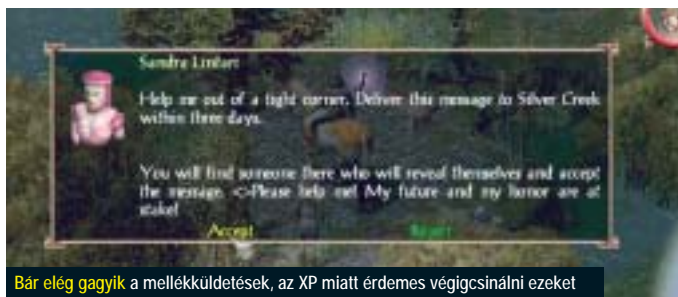 Sandra Linhart
Help me out of a tight corner. Deliver this message to Silver Creek
within three days.
You will find someone there who will reveal themselves and accept
the message. <>Please help me! My future and my honor are at
stake!
Accept Reject
Bár elég gagyik a mellékküldetések, az XP miatt érdemes végigcsinálni ezeket